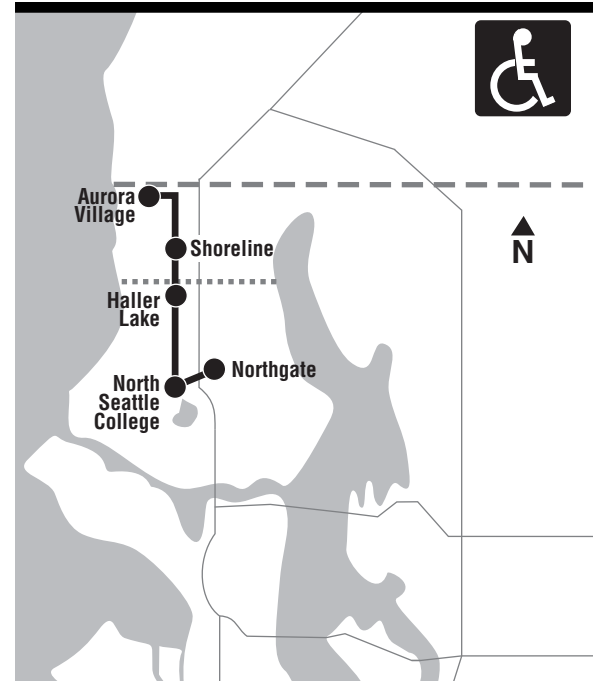 Aurora
Village
Shoreline
Haller
Lake
Northgate
North
Seattle
College
N